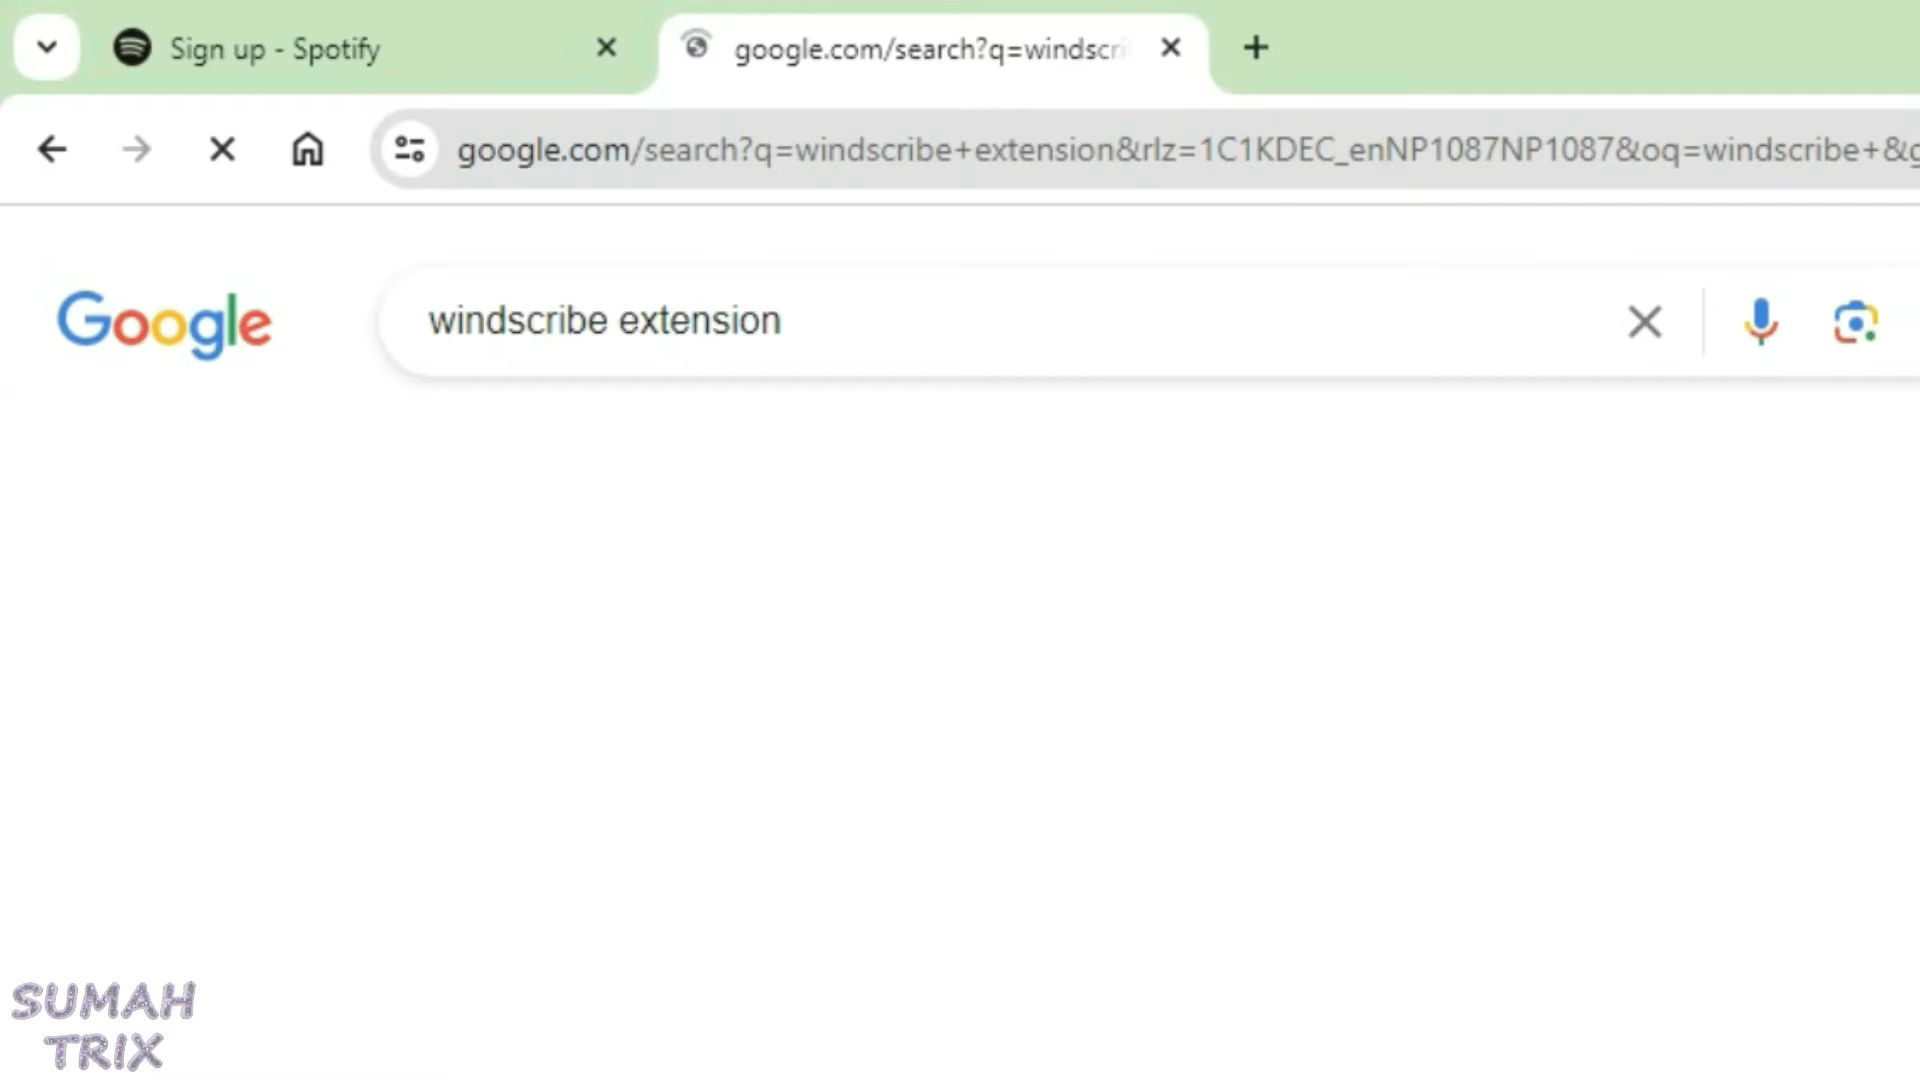 Sign up - Spotify
google.com/search?q=windscri
google.com/search?q=windscribe+extension&rlz=1C1KDEC_enNP1087NP1087&oq=windscribe+&g
Google
windscribe extension
SUMAH
TRIX